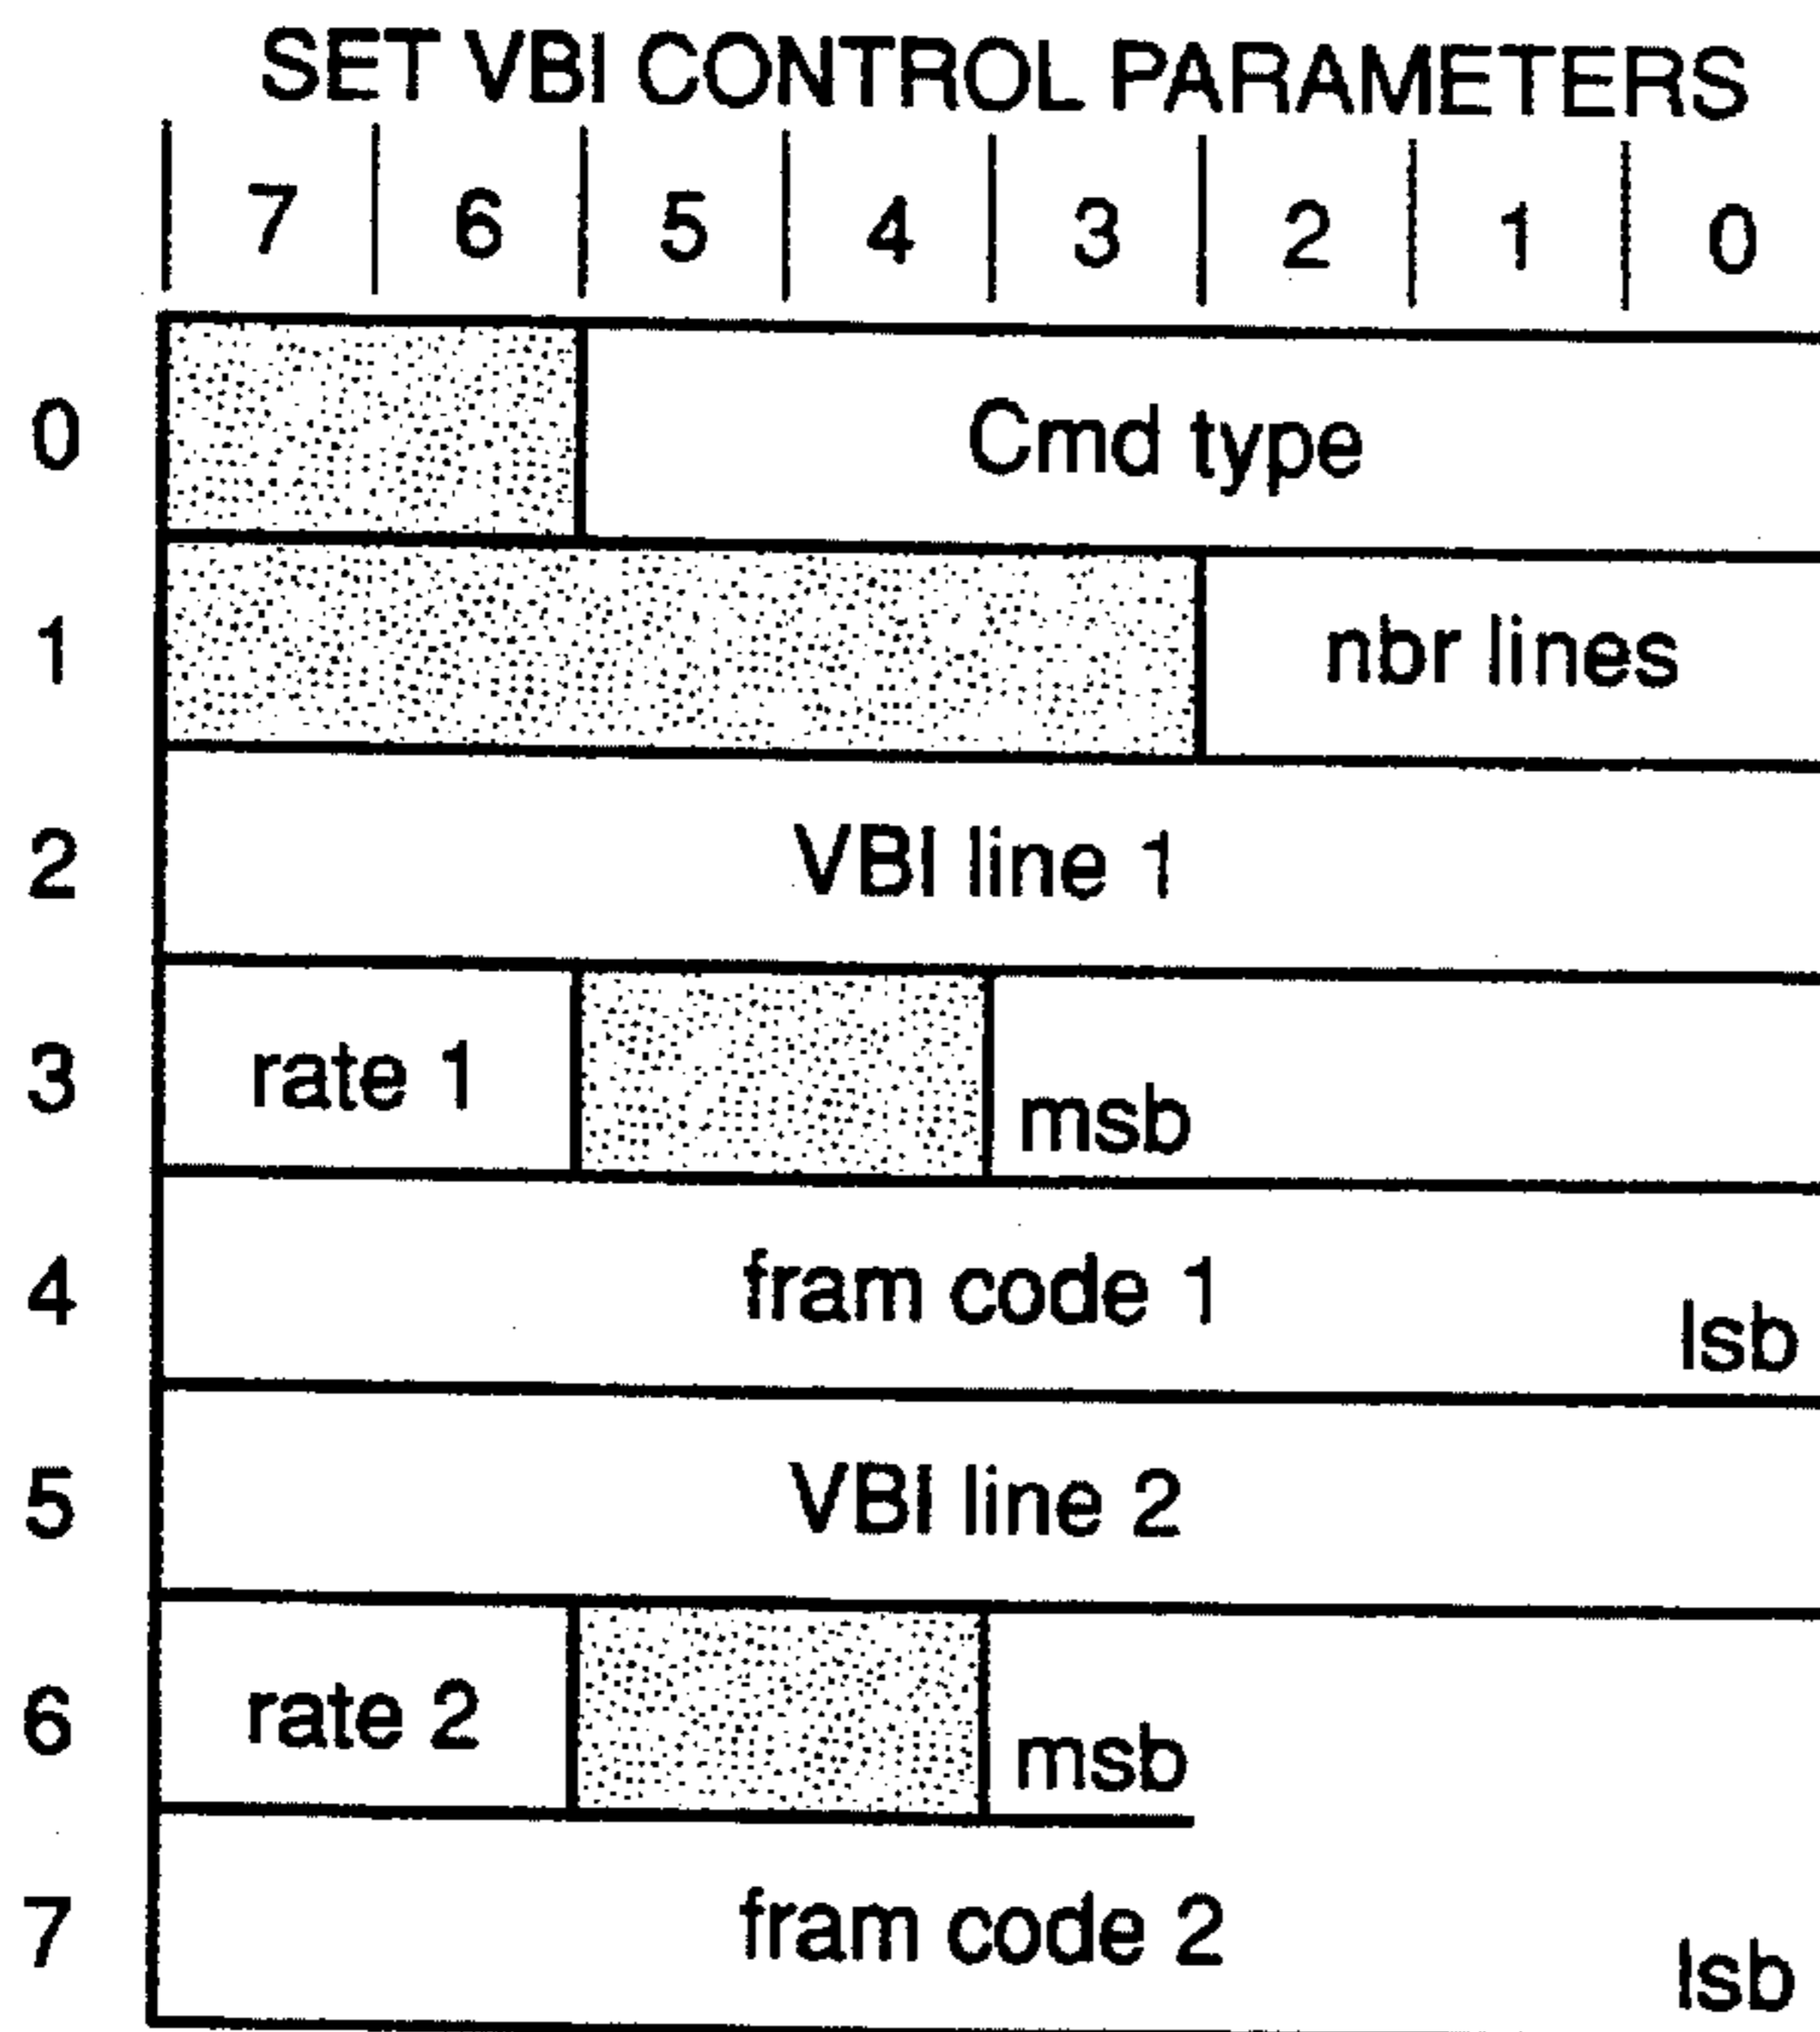 SET VBI CONTROL PARAMETERS
7 6 5 4 3 2 1 0
0 Cmd type
1 nbr lines
2 VBI line 1
3 rate 1 msb
4 fram code 1 lsb
5 VBI line 2
6 rate 2 msb
7 fram code 2 lsb